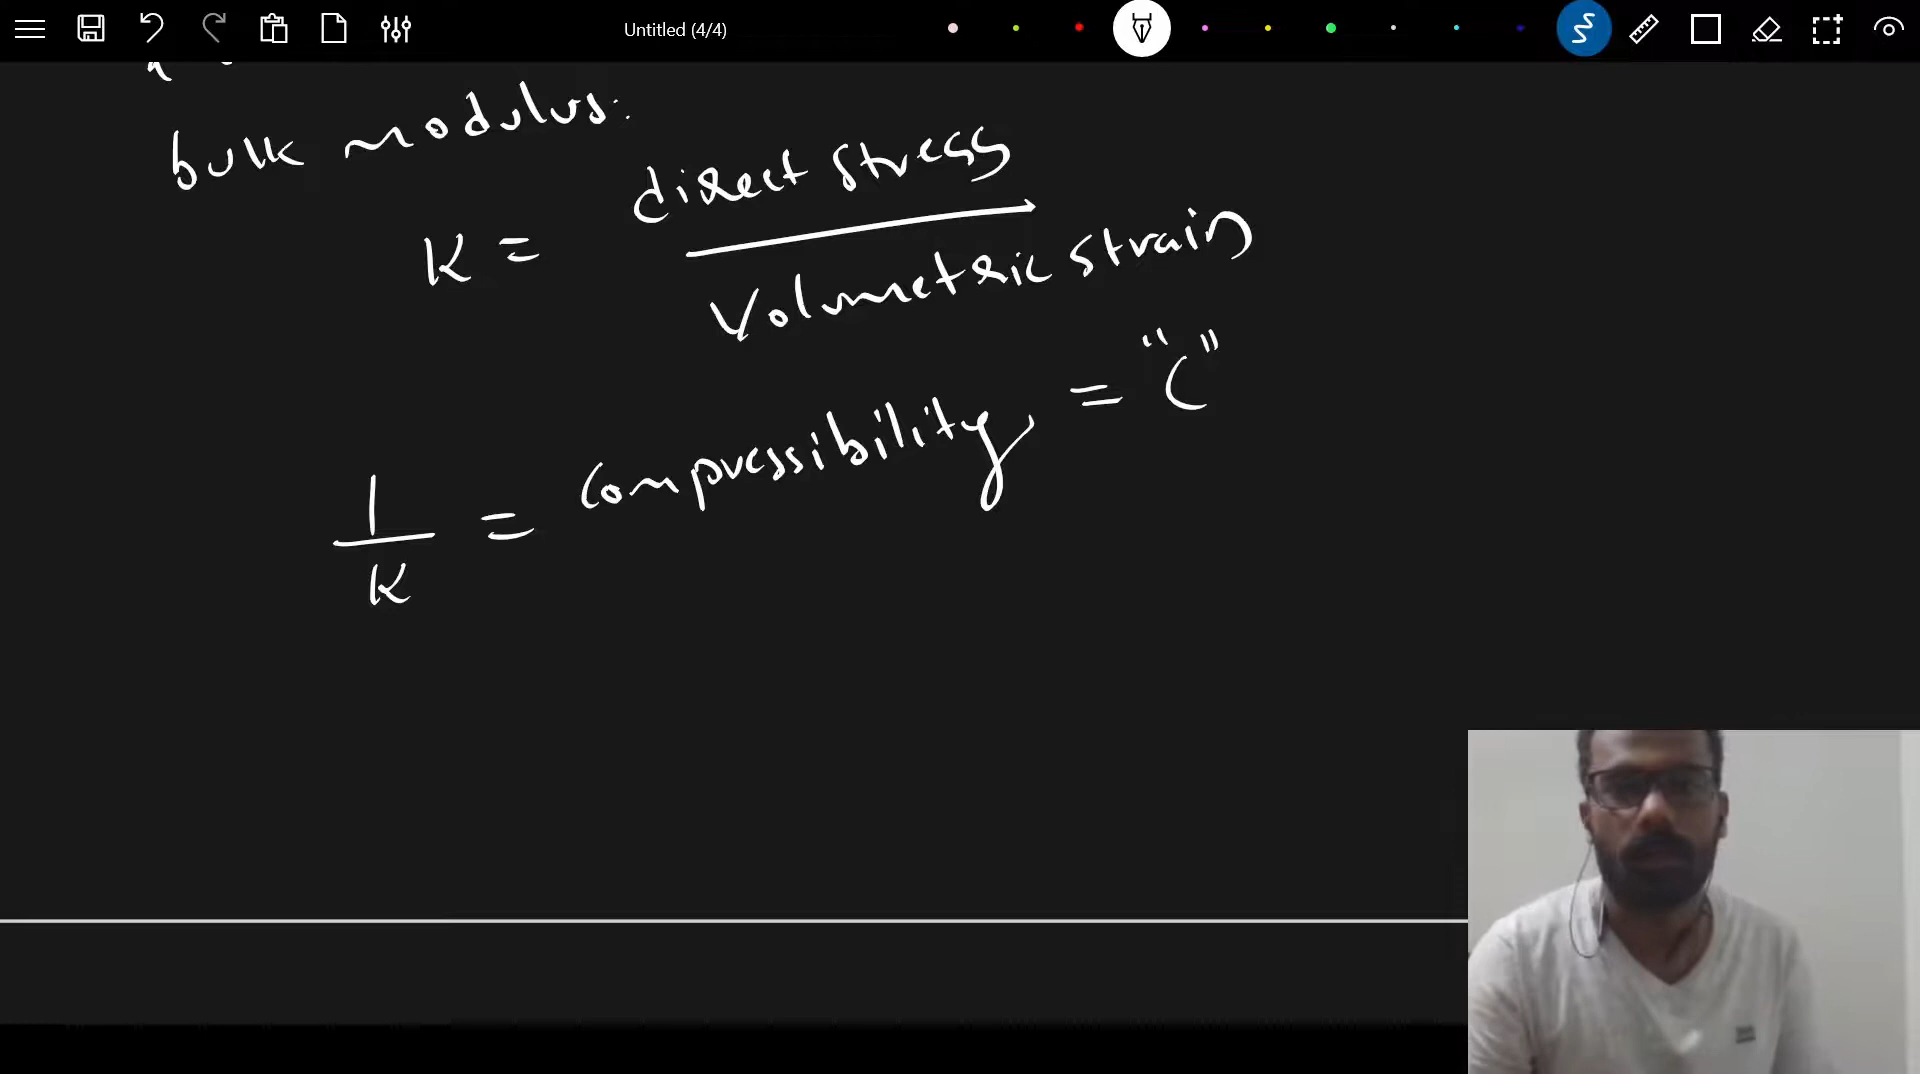 Untitled (4/4)
bulk modulus:
K = direct stress
Volumetric strain
1 = compressibility = "C"
K